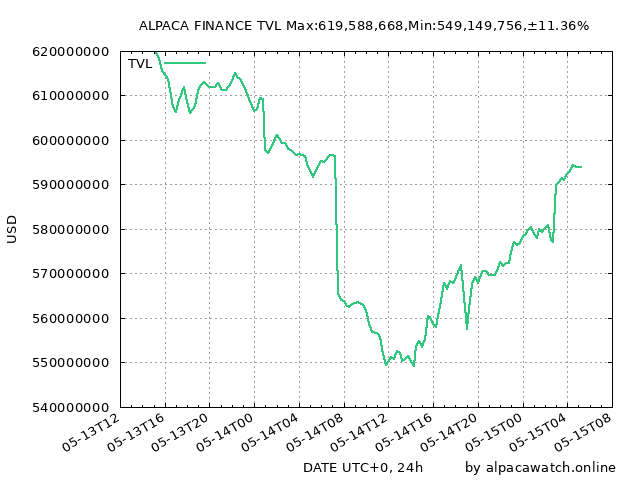 ALPACA FINANCE TVL Max:619,588,668,Min:549,149,756,±11.36%
620000000
TVL
610000000
600000000
590000000
580000000
570000000
560000000
550000000
540000000
USD
05-13T12
05-13T16
05-13T20
05-14T00
05-14T04
05-14T08
05-14T12
05-14T16
05-14T20
05-15T00
05-15T04
05-15T08
DATE UTC+0, 24h
by alpacawatch.online